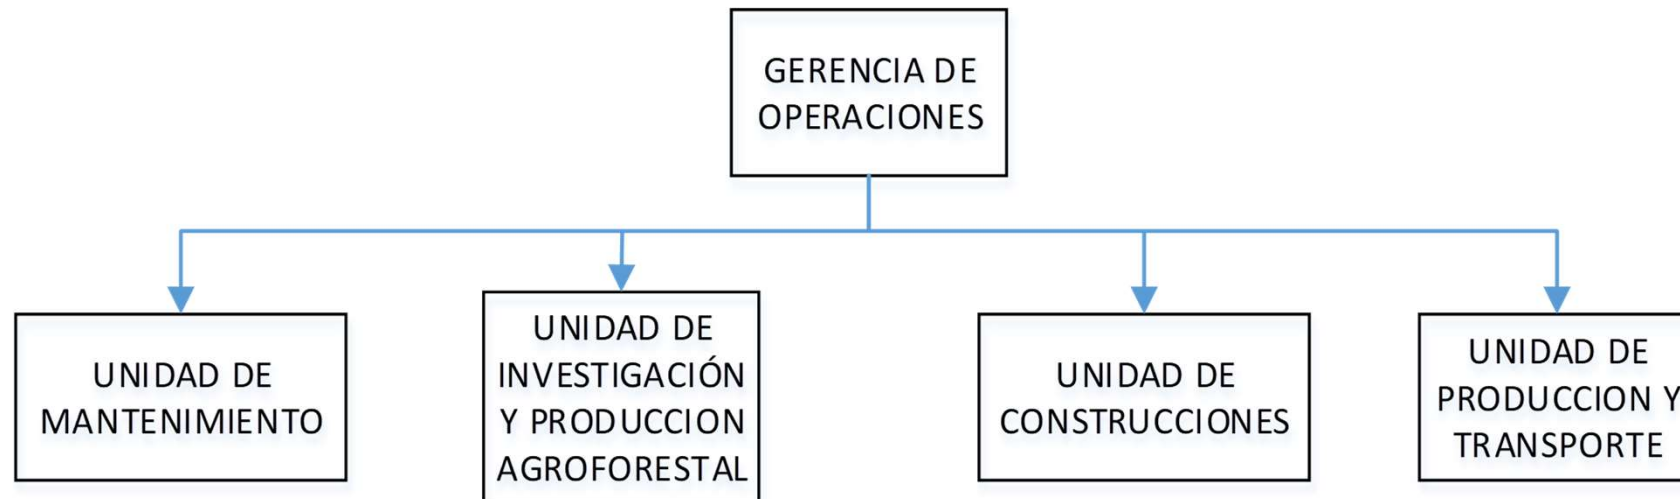 GERENCIA DE
OPERACIONES
UNIDAD DE
MANTENIMIENTO
UNIDAD DE
INVESTIGACIÓN
Y PRODUCCION
AGROFORESTAL
UNIDAD DE
CONSTRUCCIONES
UNIDAD DE
PRODUCCION Y
TRANSPORTE